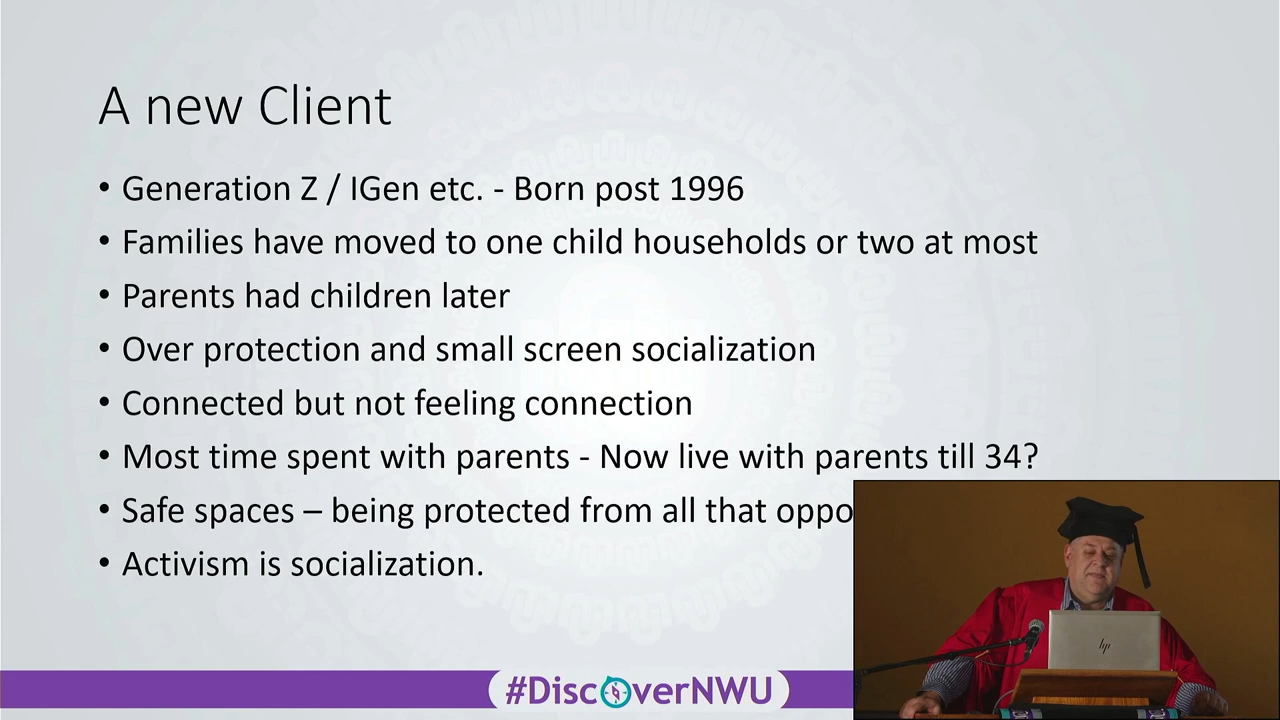 A new Client
• Generation Z / IGen etc. - Born post 1996
• Families have moved to one child households or two at most
• Parents had children later
• Over protection and small screen socialization
• Connected but not feeling connection
• Most time spent with parents - Now live with parents till 34?
• Safe spaces – being protected from all that
• Activism is socialization.
#DiscoverNWU
hp